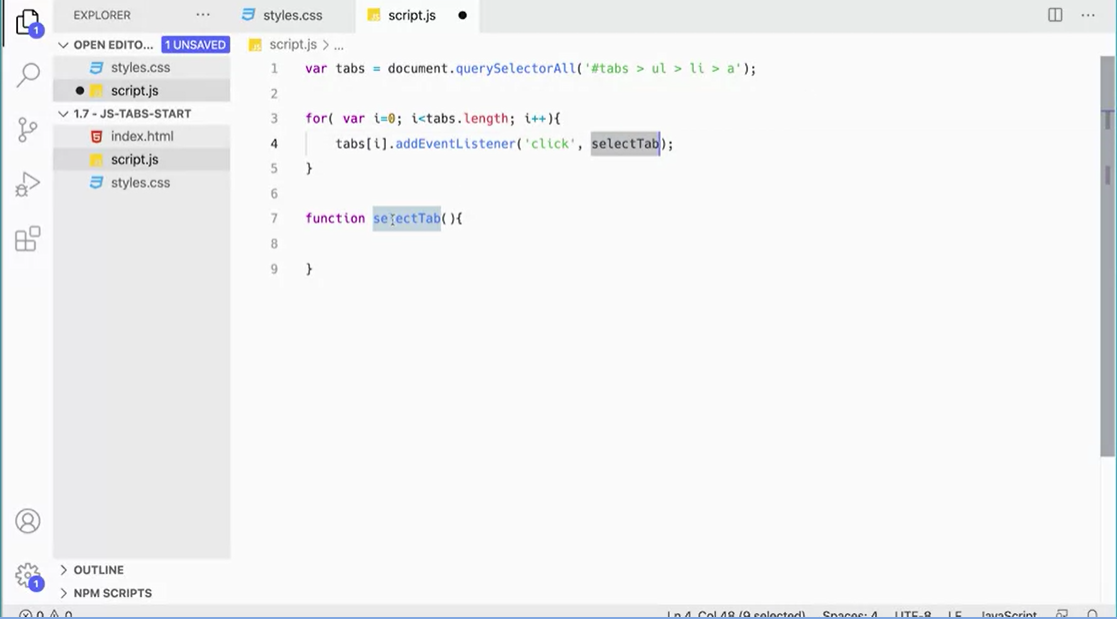 EXPLORER ··· styles.css script.js ●
1
OPEN EDITO... 1 UNSAVED script.js > ...
styles.css
● script.js
1.7 - JS-TABS-START
index.html
script.js
styles.css
1 var tabs = document.querySelectorAll('#tabs > ul > li > a');
2
3 for( var i=0; i<tabs.length; i++){
4 tabs[i].addEventListener('click', selectTab);
5 }
6
7 function selectTab(){
8
9 }
OUTLINE
1
NPM SCRIPTS
0 0 Ln 4, Col 48 (9 selected) Spaces: 4 UTF-8 LF JavaScript